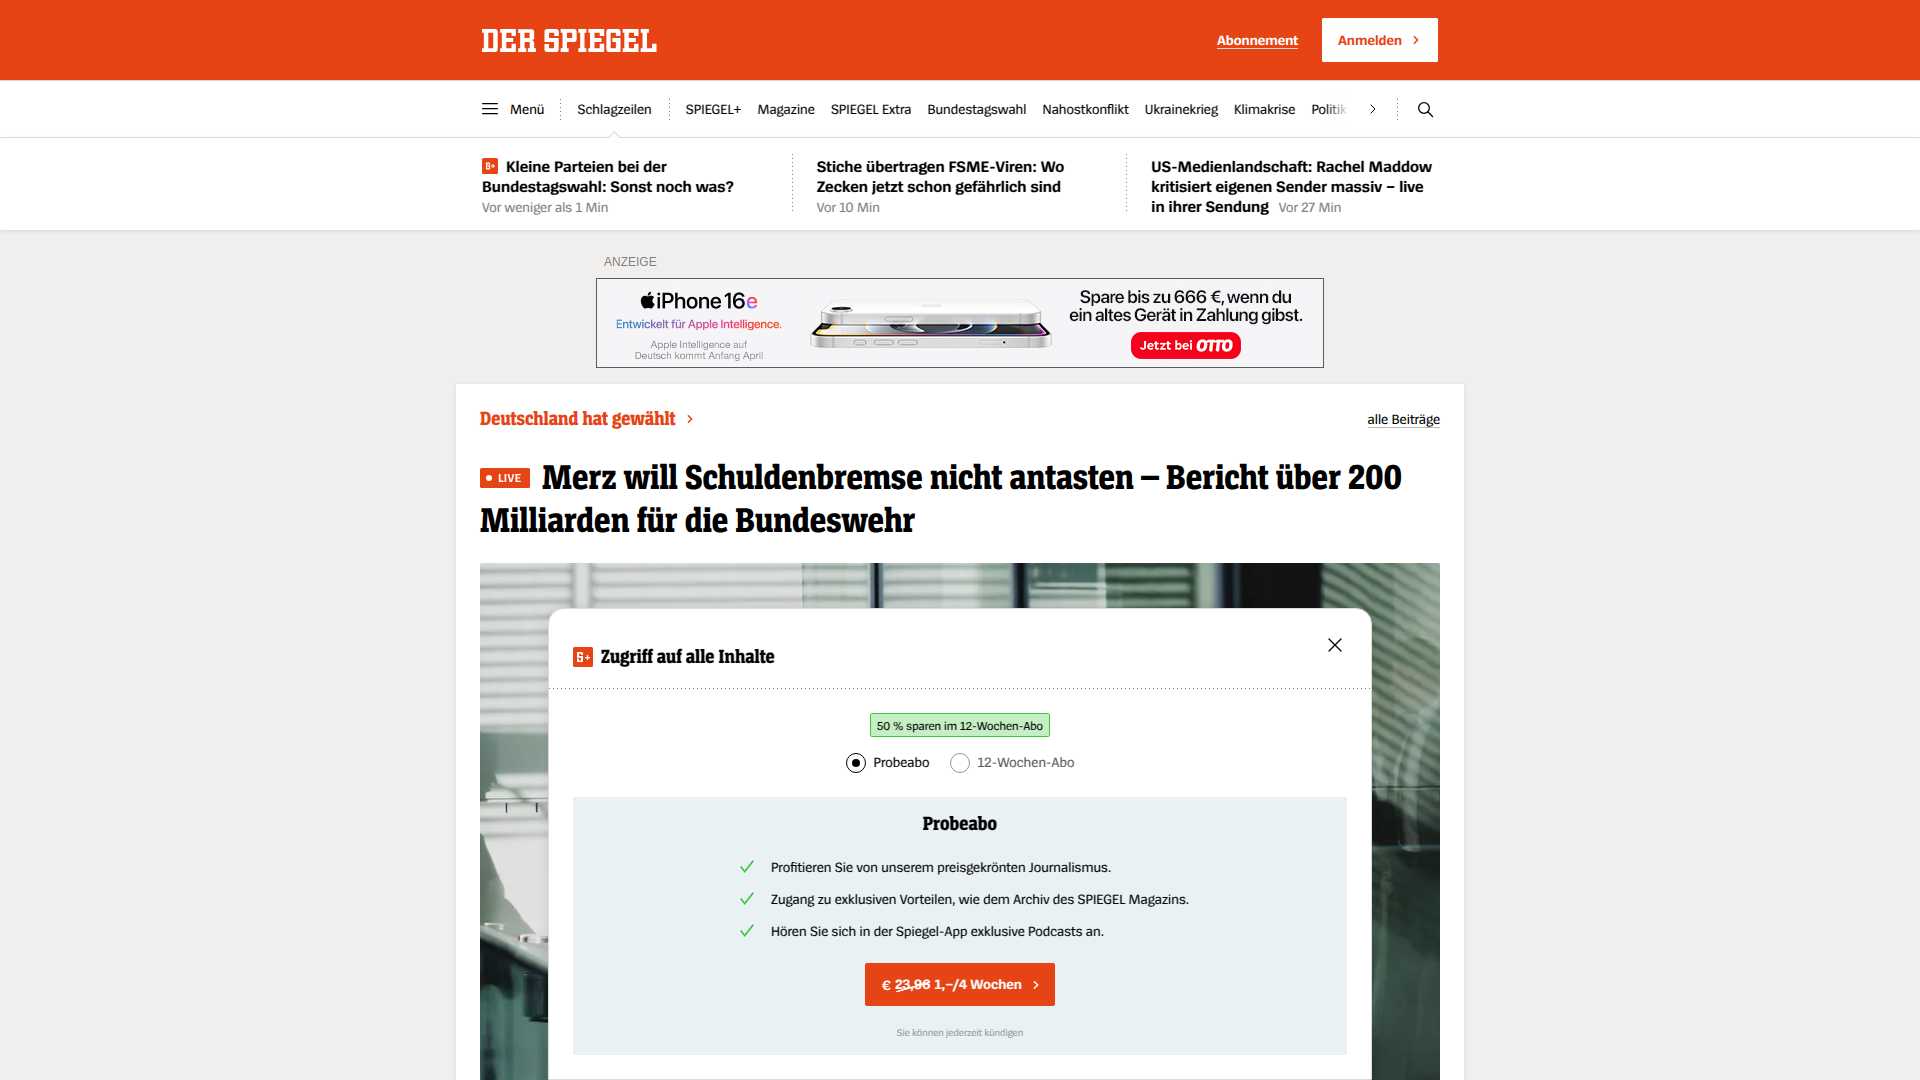 DER SPIEGEL
Abonnement
Anmelden
Menü
Schlagzeilen
SPIEGEL+
Magazine
SPIEGEL Extra
Bundestagswahl
Nahostkonflikt
Ukrainekrieg
Klimakrise
Politik
Kleine Parteien bei der
Bundestagswahl: Sonst noch was?
Vor weniger als 1 Min
Stiche übertragen FSME-Viren: Wo
Zecken jetzt schon gefährlich sind
Vor 10 Min
US-Medienlandschaft: Rachel Maddow
kritisiert eigenen Sender massiv – live
in ihrer Sendung Vor 27 Min
ANZEIGE
iPhone 16e
Entwickelt für Apple Intelligence.
Apple Intelligence auf
Deutsch kommt Anfang April
Spare bis zu 666 €, wenn du
ein altes Gerät in Zahlung gibst.
Jetzt bei OTTO
Deutschland hat gewählt
alle Beiträge
LIVE Merz will Schuldenbremse nicht antasten – Bericht über 200
Milliarden für die Bundeswehr
S+ Zugriff auf alle Inhalte
50 % sparen im 12-Wochen-Abo
Probeabo
12-Wochen-Abo
Probeabo
Profitieren Sie von unserem preisgekrönten Journalismus.
Zugang zu exklusiven Vorteilen, wie dem Archiv des SPIEGEL Magazins.
Hören Sie sich in der Spiegel-App exklusive Podcasts an.
€ 23,96 1,–/4 Wochen
Sie können jederzeit kündigen